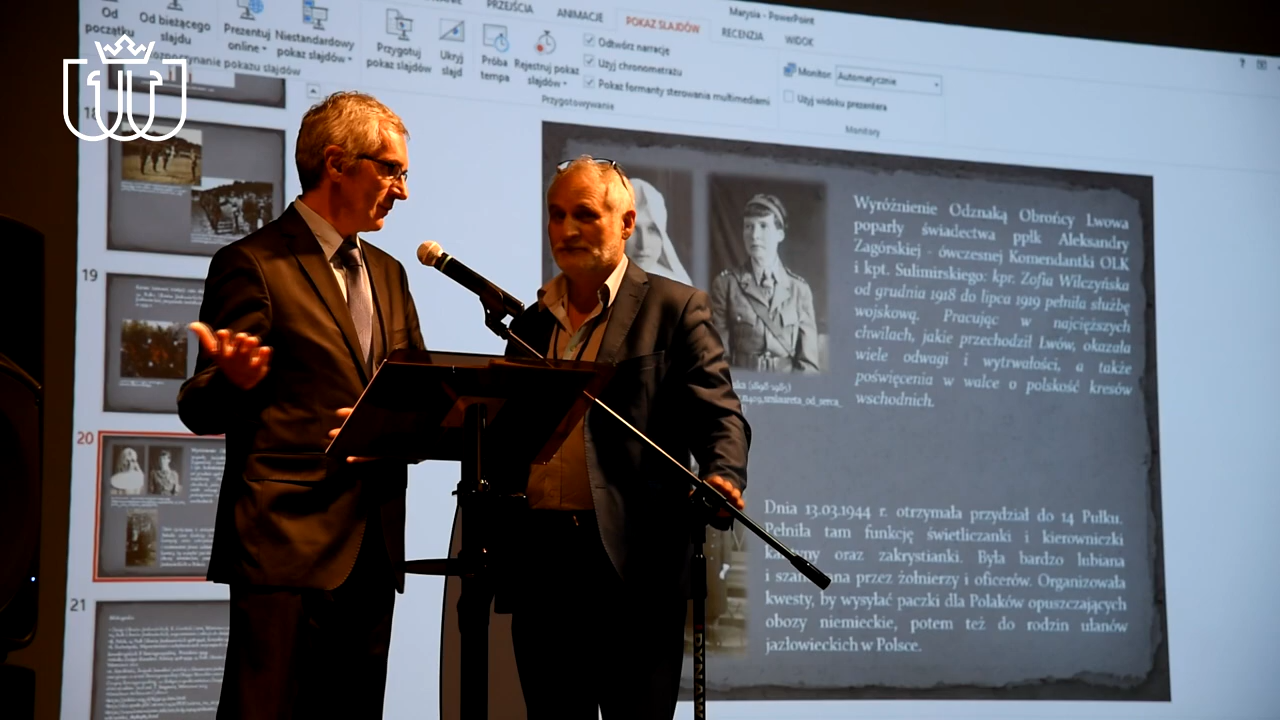 Marysia - PowerPoint
PRZEJŚCIA
ANIMACJE
POKAZ SLAJDÓW
RECENZJA
WIDOK
Od
początku
Od bieżącego
slajdu
Prezentuj
online
Niestandardowy
pokaz slajdów
Przygotuj
pokaz slajdów
Ukryj
slajd
Próba
tempa
Rejestruj pokaz
slajdów
Odtwórz narrację
Użyj chronometrażu
Pokaż formanty sterowania multimediami
Monitor:
Automatycznie
Użyj widoku prezentera
pokazu slajdów
Przygotowywanie
Monitory
18
19
20
21
Wyróżnienie Odznaką Obrońcy Lwowa
poparły świadectwa ppłk Aleksandry
Zagórskiej - ówczesnej Komendantki OLK
i kpt. Sulimirskiego: kpr. Zofia Wilczyńska
od grudnia 1918 do lipca 1919 pełniła służbę
wojskową. Pracując w najcięższych
chwilach, jakie przechodził Lwów, okazała
wiele odwagi i wytrwałości, a także
poświęcenia w walce o polskość kresów
wschodnich.
Dnia 13.03.1944 r. otrzymała przydział do 14 Pułku.
Pełniła tam funkcję świetliczanki i kierowniczki
oraz zakrystianki. Była bardzo lubiana
i przez żołnierzy i oficerów. Organizowała
kwesty, by wysyłać paczki dla Polaków opuszczających
obozy niemieckie, potem też do rodzin ułanów
jazłowieckich w Polsce.